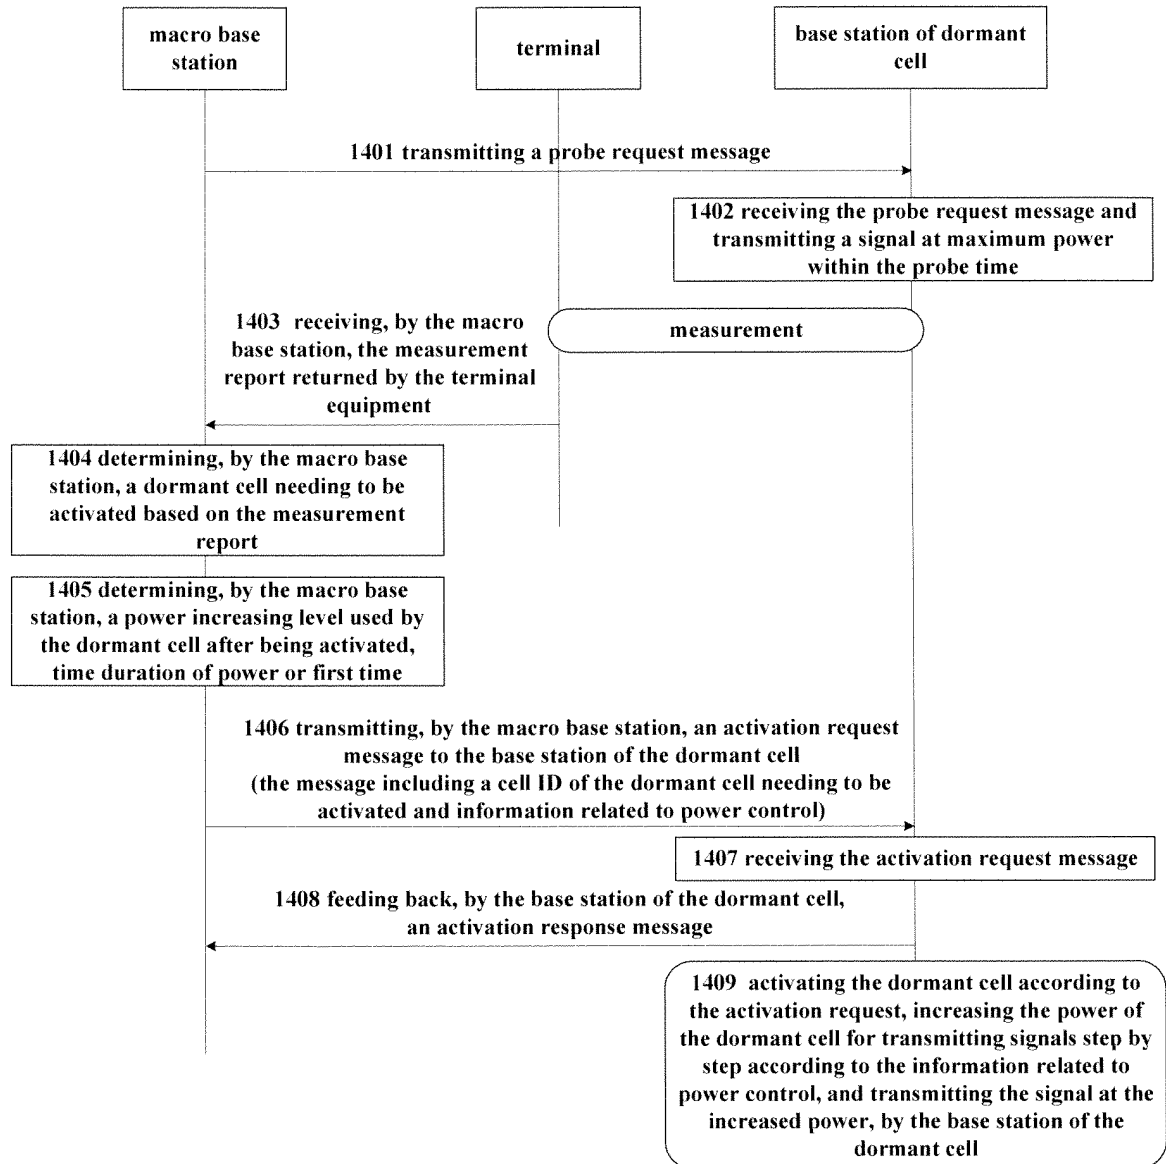 macro base
station
terminal
base station of dormant
cell
1401 transmitting a probe request message
1402 receiving the probe request message and
transmitting a signal at maximum power
within the probe time
1403 receiving, by the macro
base station, the measurement
report returned by the terminal
equipment
measurement
1404 determining, by the macro base
station, a dormant cell needing to be
activated based on the measurement
report
1405 determining, by the macro base
station, a power increasing level used by
the dormant cell after being activated,
time duration of power or first time
1406 transmitting, by the macro base station, an activation request
message to the base station of the dormant cell
(the message including a cell ID of the dormant cell needing to be
activated and information related to power control)
1407 receiving the activation request message
1408 feeding back, by the base station of the dormant cell,
an activation response message
1409 activating the dormant cell according to
the activation request, increasing the power of
the dormant cell for transmitting signals step by
step according to the information related to
power control, and transmitting the signal at the
increased power, by the base station of the
dormant cell